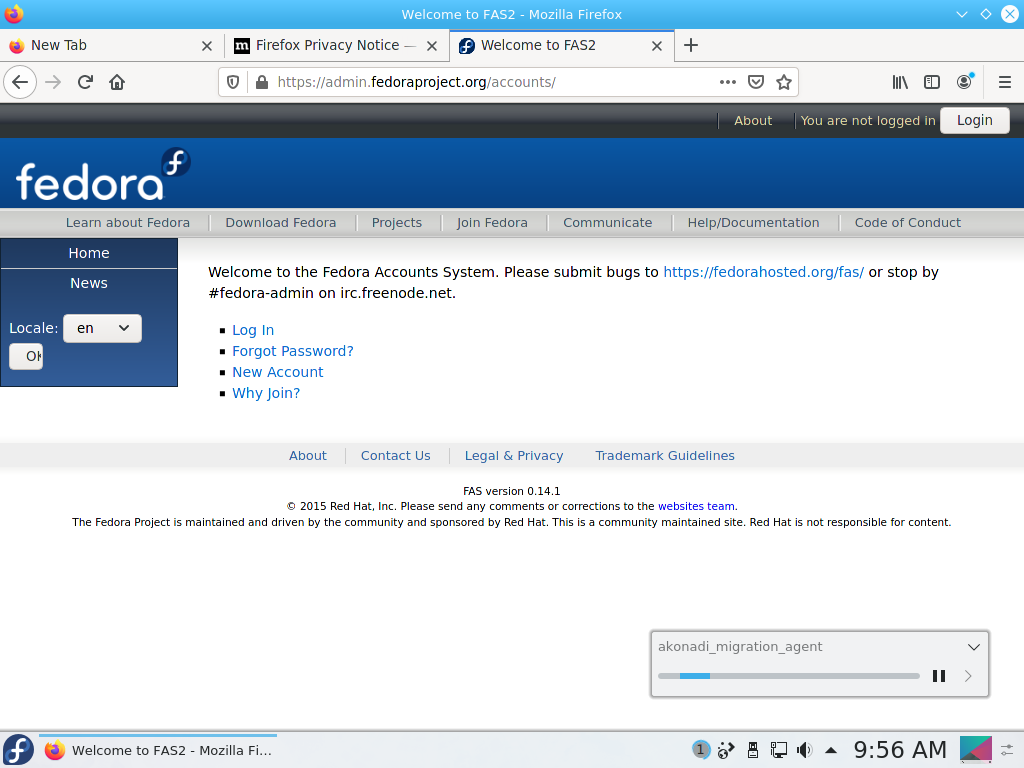 Welcome to FAS2 - Mozilla Firefox
New Tab
Firefox Privacy Notice —
Welcome to FAS2
https://admin.fedoraproject.org/accounts/
About
You are not logged in
Login
fedora
Learn about Fedora
Download Fedora
Projects
Join Fedora
Communicate
Help/Documentation
Code of Conduct
Home
News
Locale: en
OK
Welcome to the Fedora Accounts System. Please submit bugs to https://fedorahosted.org/fas/ or stop by
#fedora-admin on irc.freenode.net.
Log In
Forgot Password?
New Account
Why Join?
About
Contact Us
Legal & Privacy
Trademark Guidelines
FAS version 0.14.1
© 2015 Red Hat, Inc. Please send any comments or corrections to the websites team.
The Fedora Project is maintained and driven by the community and sponsored by Red Hat. This is a community maintained site. Red Hat is not responsible for content.
akonadi_migration_agent
Welcome to FAS2 - Mozilla Fi...
1
9:56 AM